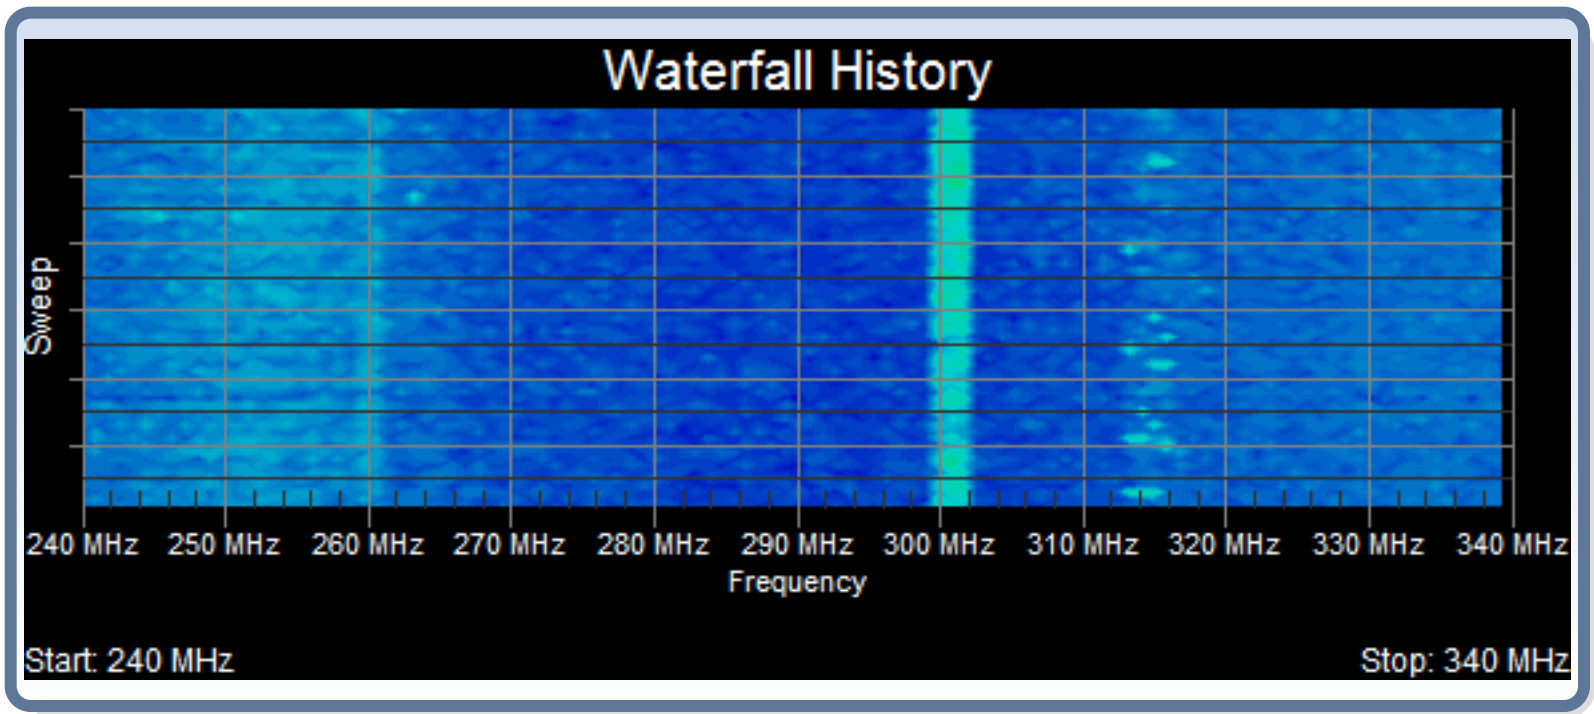 Waterfall History
Sweep
240 MHz 250 MHz 260 MHz 270 MHz 280 MHz 290 MHz 300 MHz 310 MHz 320 MHz 330 MHz 340 MHz
Frequency
Start: 240 MHz
Stop: 340 MHz